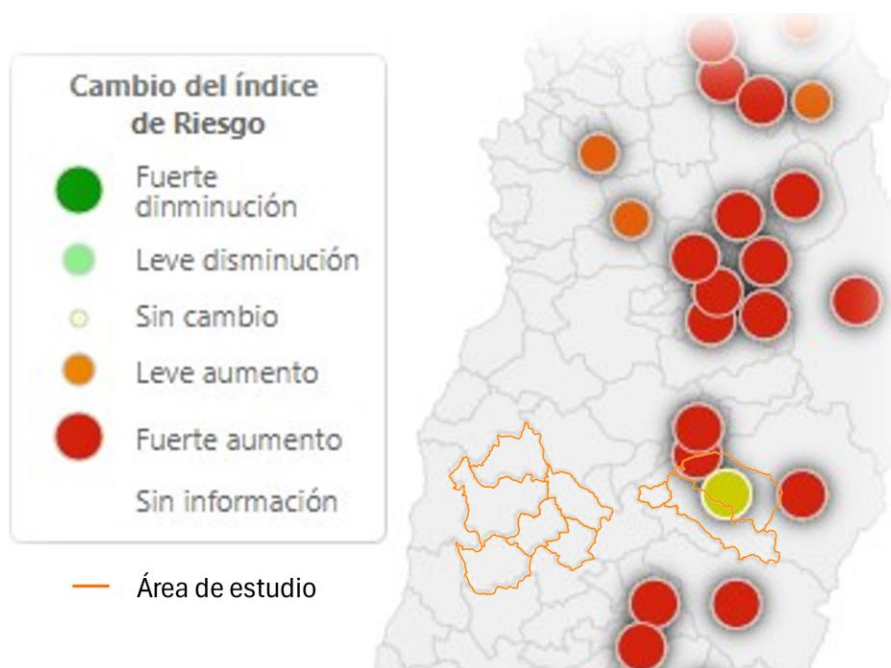 Cambio del índice
de Riesgo
Fuerte
dinminución
Leve disminución
Sin cambio
Leve aumento
Fuerte aumento
Sin información
Área de estudio